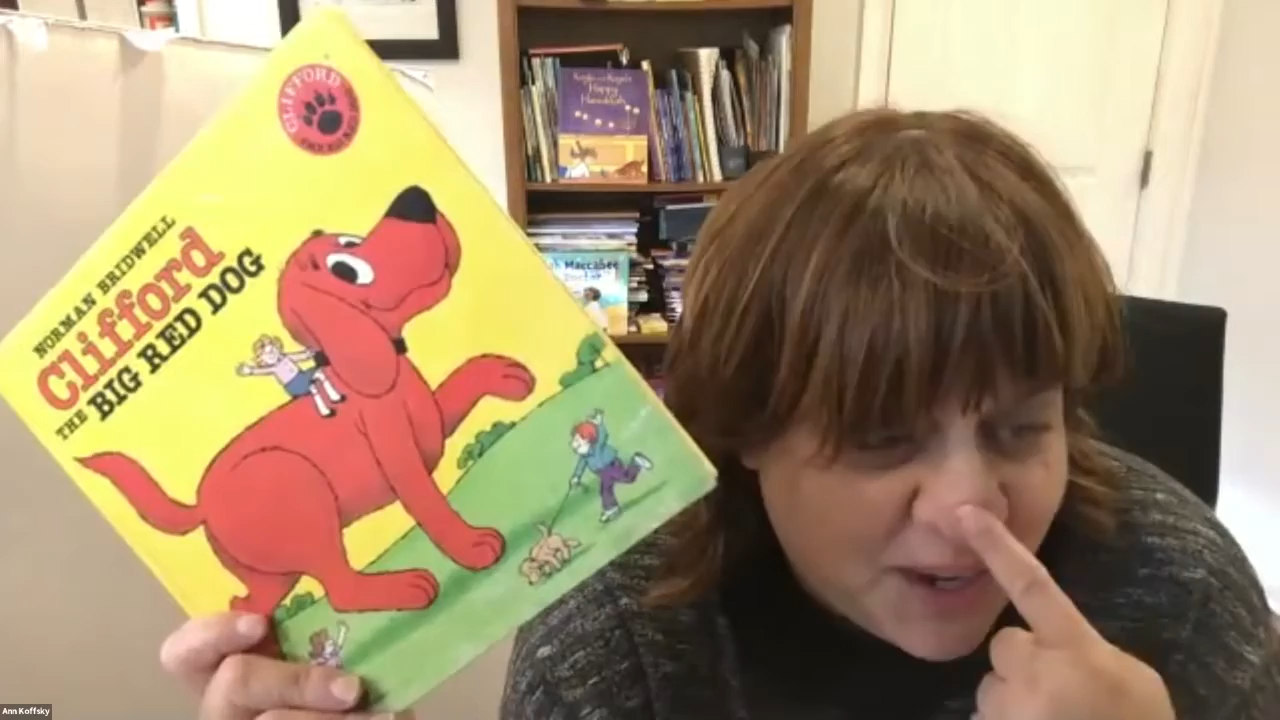 CLIFFORD
NORMAN BRIDWELL
Clifford
THE BIG RED DOG
Happy
Hanukkah
Maccabee
Ann Koffsky